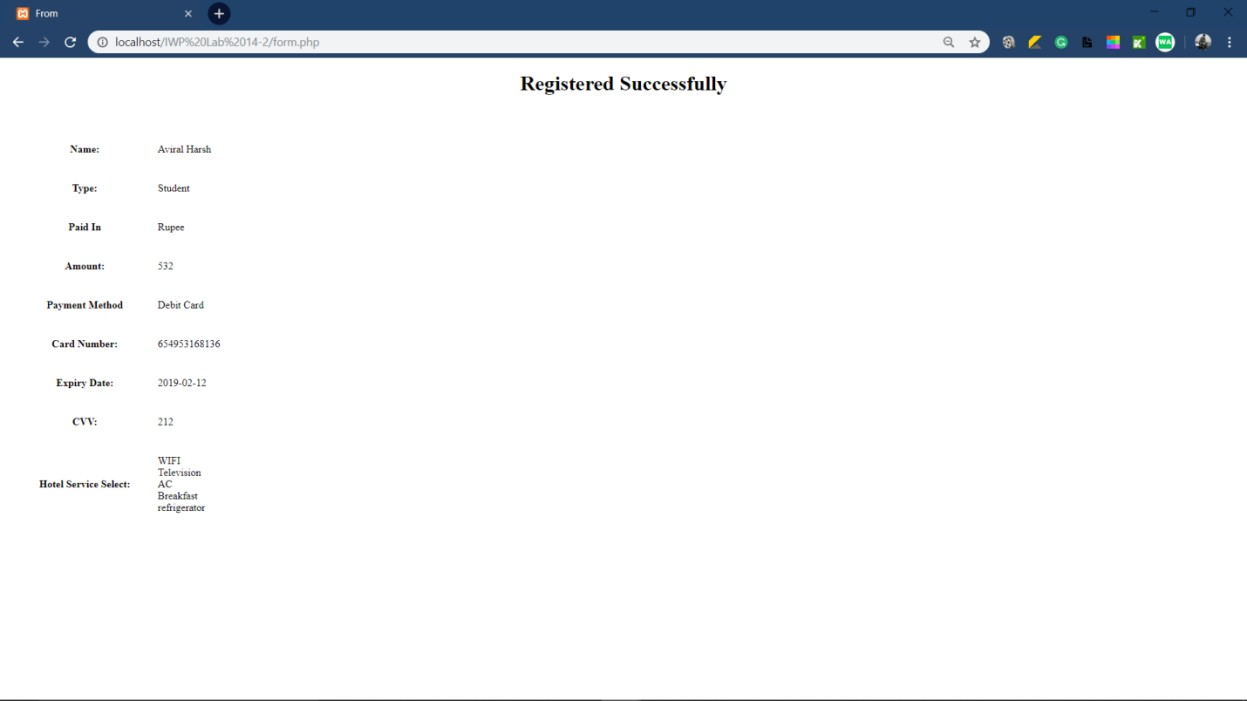 From
localhost/IWP%20Lab%2014-2/form.php
WA
Registered Successfully
Name: Aviral Harsh
Type: Student
Paid In Rupee
Amount: 532
Payment Method Debit Card
Card Number: 654953168136
Expiry Date: 2019-02-12
CVV: 212
WIFI
Television
Hotel Service Select: AC
Breakfast
refrigerator